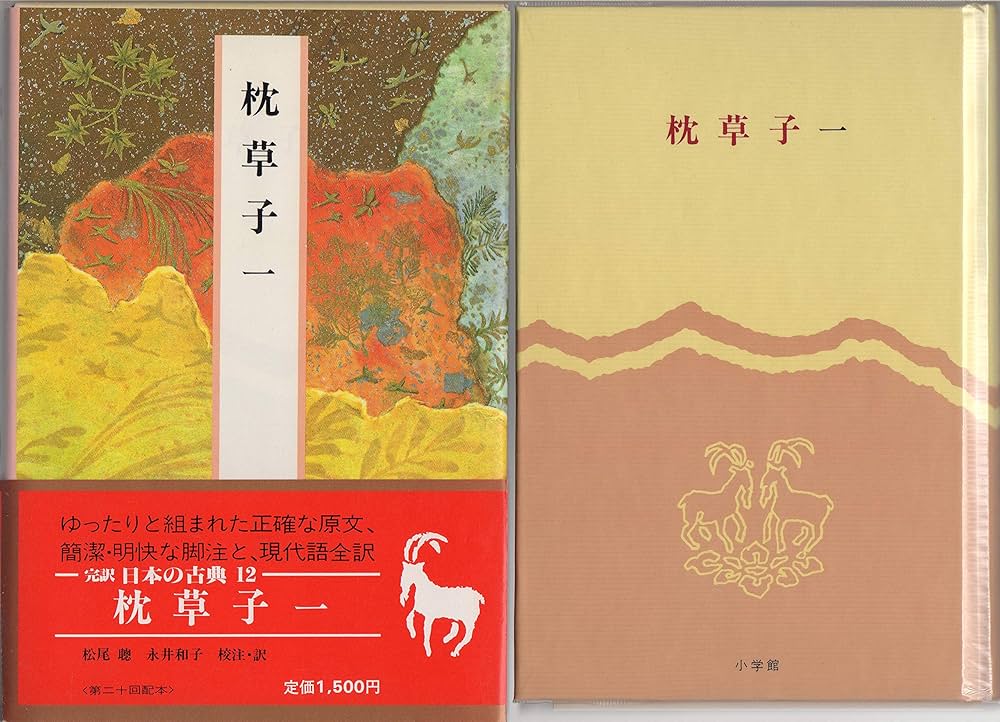 枕草子 一
ゆったりと組まれた正確な原文、
簡潔・明快な脚注と、現代語全訳
完訳 日本の古典 12
枕草子 一
松尾 聰 永井和子 校注・訳
〈第二十回配本〉 定価1,500円
枕草子 一
小学館